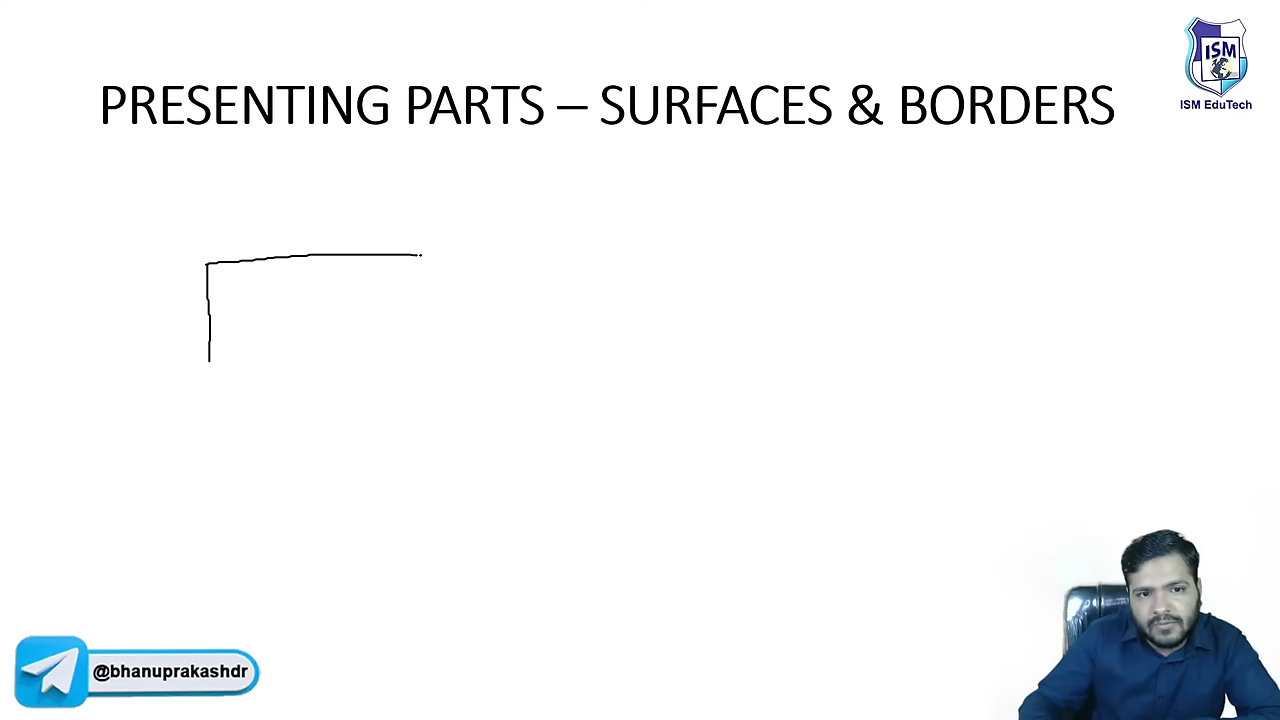 ISM
ISM EduTech
PRESENTING PARTS – SURFACES & BORDERS
@bhanuprakashdr